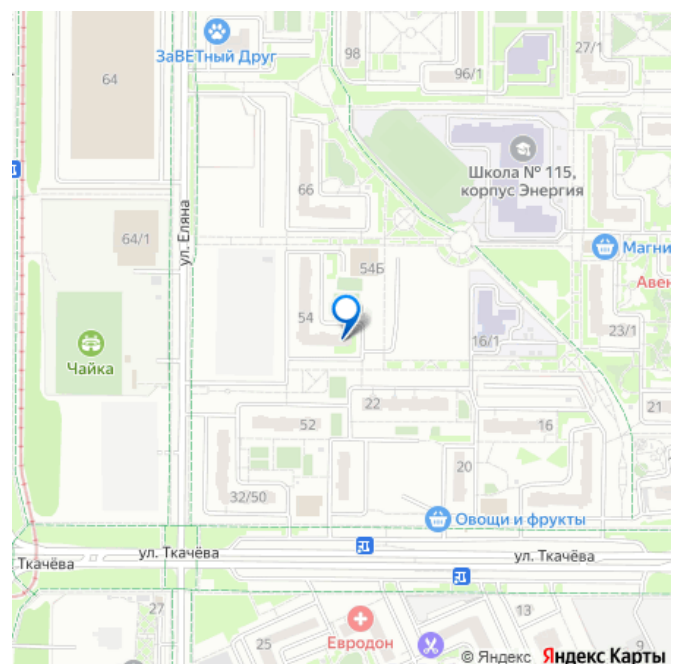 98
27/1
ЗаВЕТный Друг
64
96/1
Школа № 115,
корпус Энергия
66
64/1
ул. Еляна
54Б
Магни
Авен
54
16/1
23/1
Чайка
22
21
52
16
20
32/50
Овощи и фрукты
ул. Ткачёва
ул. Ткачёва
Ткачёва
27
13
25
Евродон
9
© Яндекс Яндекс Карты